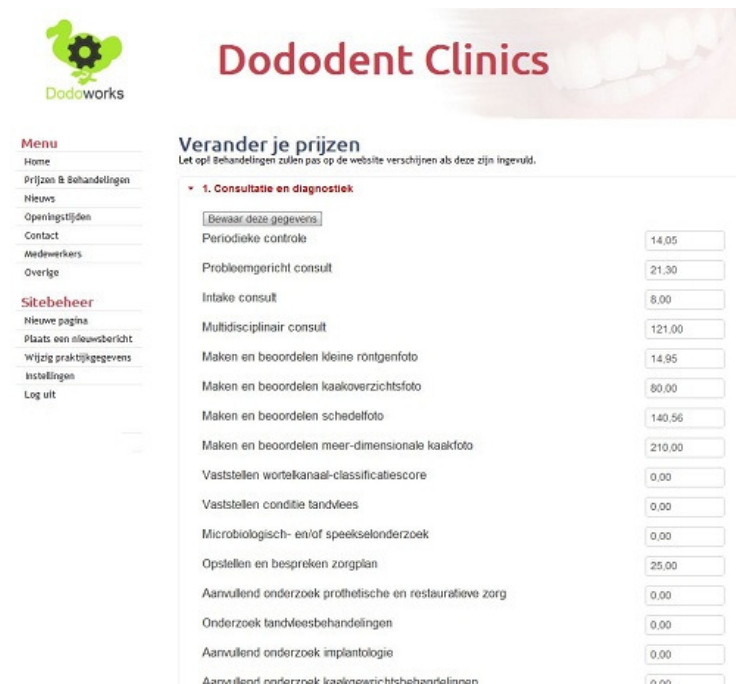 Dodoworks
Dododent Clinics
Menu
Home
Prijzen & Behandelingen
Nieuws
Openingstijden
Contact
Medewerkers
Overige
Sitebeheer
Nieuwe pagina
Plaats een nieuwsbericht
Wijzig praktijkgegevens
Instellingen
Log uit
Verander je prijzen
Let op! Behandelingen zullen pas op de website verschijnen als deze zijn ingevuld.
1. Consultatie en diagnostiek
Bewaar deze gegevens
Periodieke controle 14,05
Probleemgericht consult 21,30
Intake consult 8,00
Multidisciplinair consult 121,00
Maken en beoordelen kleine röntgenfoto 14,95
Maken en beoordelen kaakoverzichtsfoto 80,00
Maken en beoordelen schedelfoto 140,56
Maken en beoordelen meer-dimensionale kaakfoto 210,00
Vaststellen wortelkanaal-classificatiescore 0,00
Vaststellen conditie tandvlees 0,00
Microbiologisch- en/of speekselonderzoek 0,00
Opstellen en bespreken zorgplan 25,00
Aanvullend onderzoek prothetische en restauratieve zorg 0,00
Onderzoek tandvleesbehandelingen 0,00
Aanvullend onderzoek implantologie 0,00
Aanvullend onderzoek kaakgewrichtsbehandelingen 0,00